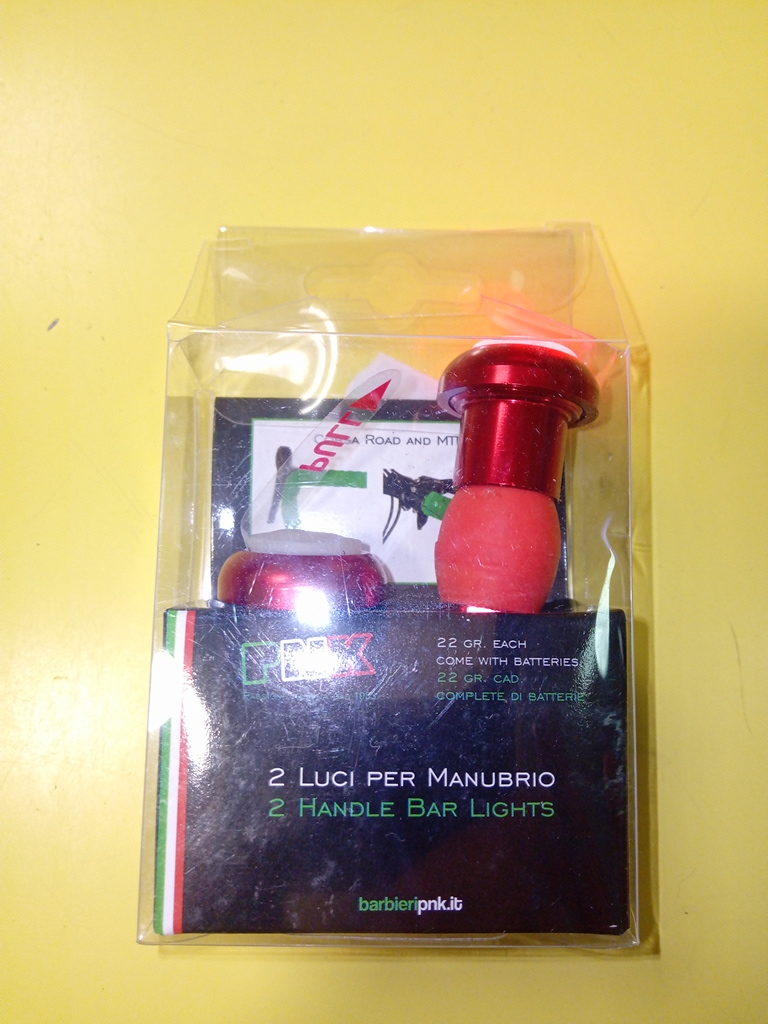 ROAD AND
PULL
PNK
22 GR. EACH
COME WITH BATTERIES
22 GR. CAD.
COMPLETE DI BATTERIE
2 LUCI PER MANUBRIO
2 HANDLE BAR LIGHTS
barbieripnk.it